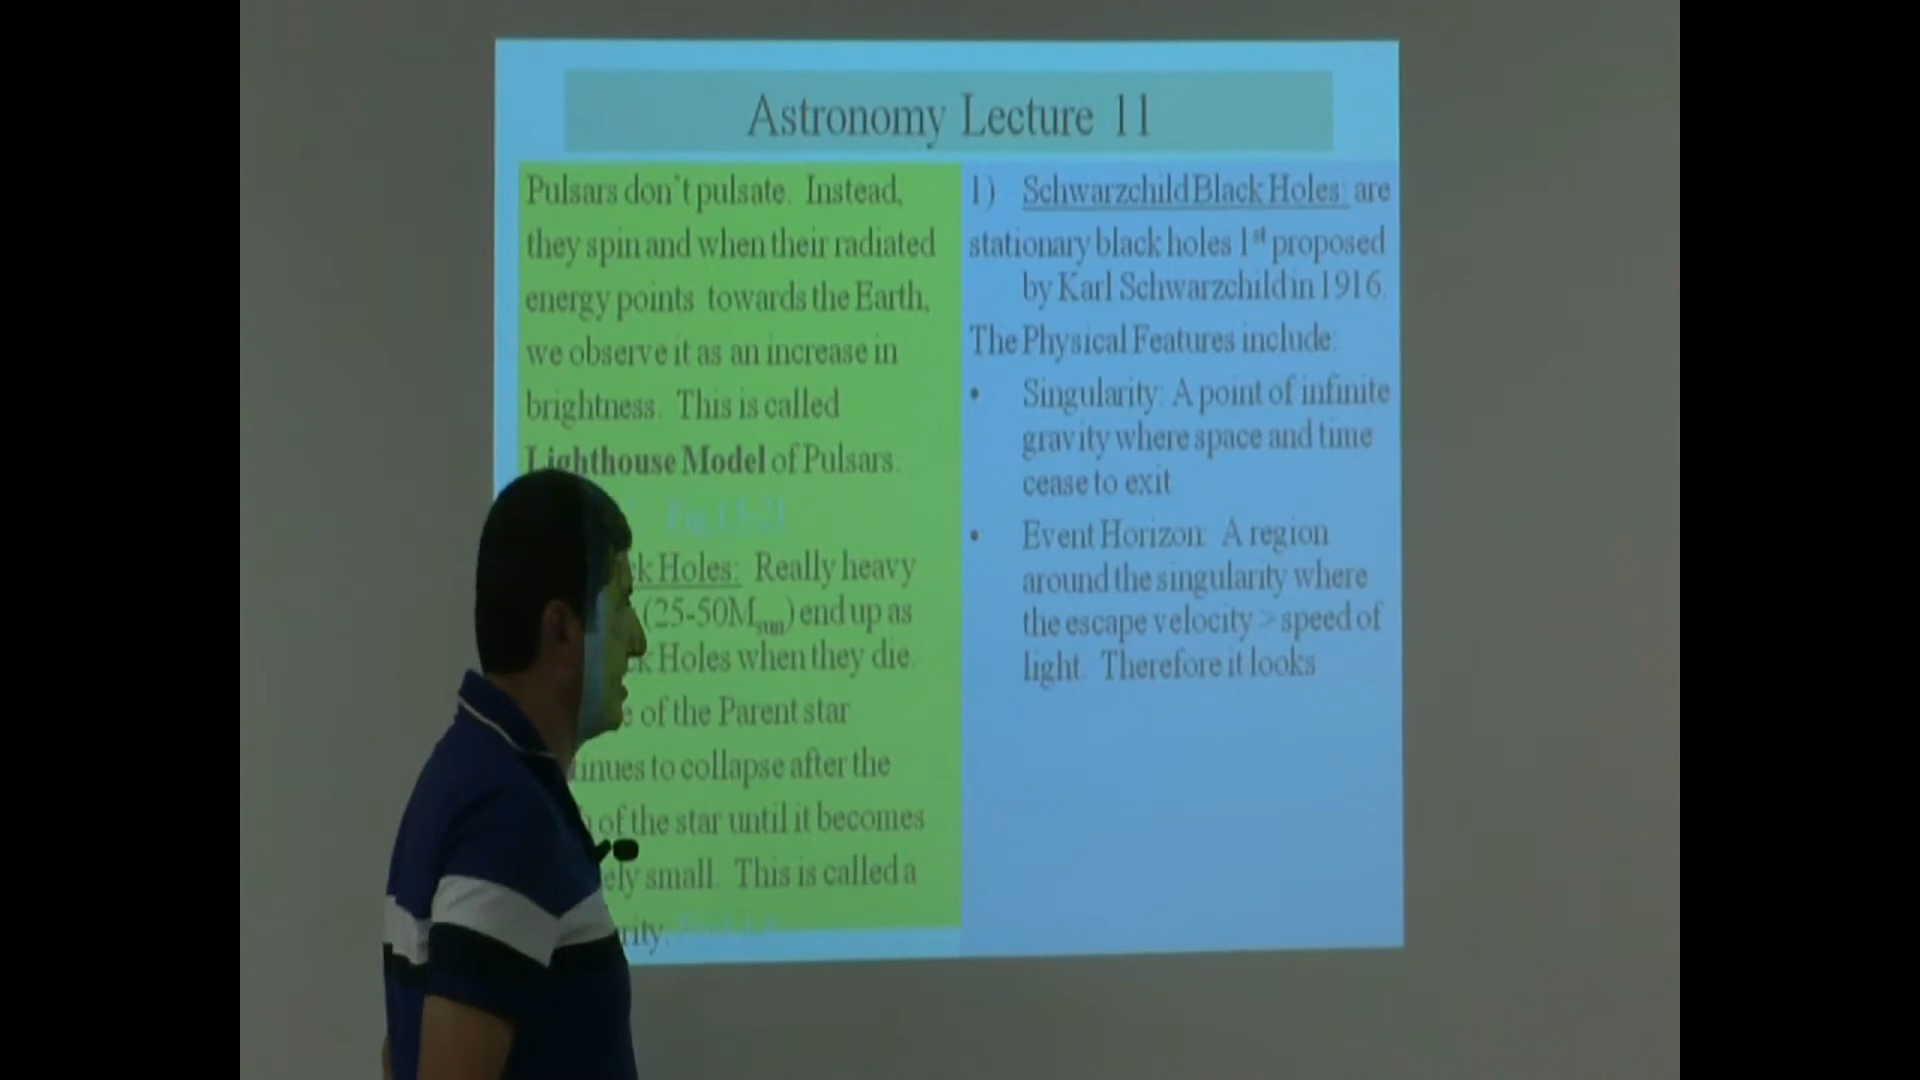 Astronomy Lecture 11
Pulsars don't pulsate. Instead,
they spin and when their radiated
energy points towards the Earth,
we observe it as an increase in
brightness. This is called
Lighthouse Model of Pulsars.
Holes: Really heavy
(25-50Msun) end up as
Holes when they die.
of the Parent star
to collapse after the
of the star until it becomes
small. This is called a
1) Schwarzchild Black Holes: are
stationary black holes 1st proposed
by Karl Schwarzchild in 1916.
The Physical Features include:
• Singularity: A point of infinite
gravity where space and time
cease to exit
• Event Horizon: A region
around the singularity where
the escape velocity > speed of
light. Therefore it looks